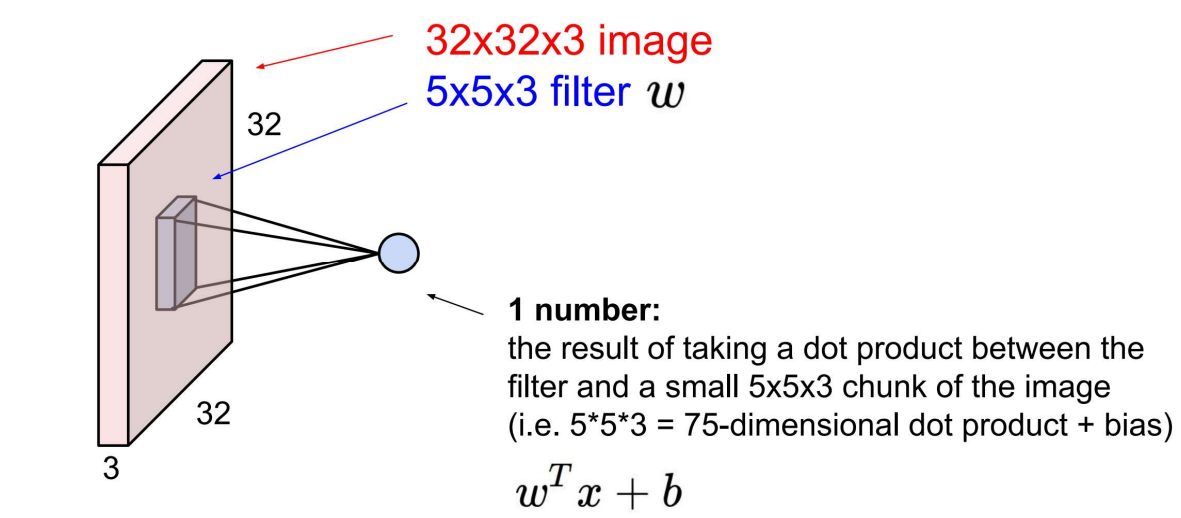 32x32x3 image
5x5x3 filter w
32
32
3
1 number:
the result of taking a dot product between the
filter and a small 5x5x3 chunk of the image
(i.e. 5*5*3 = 75-dimensional dot product + bias)
w^T x + b